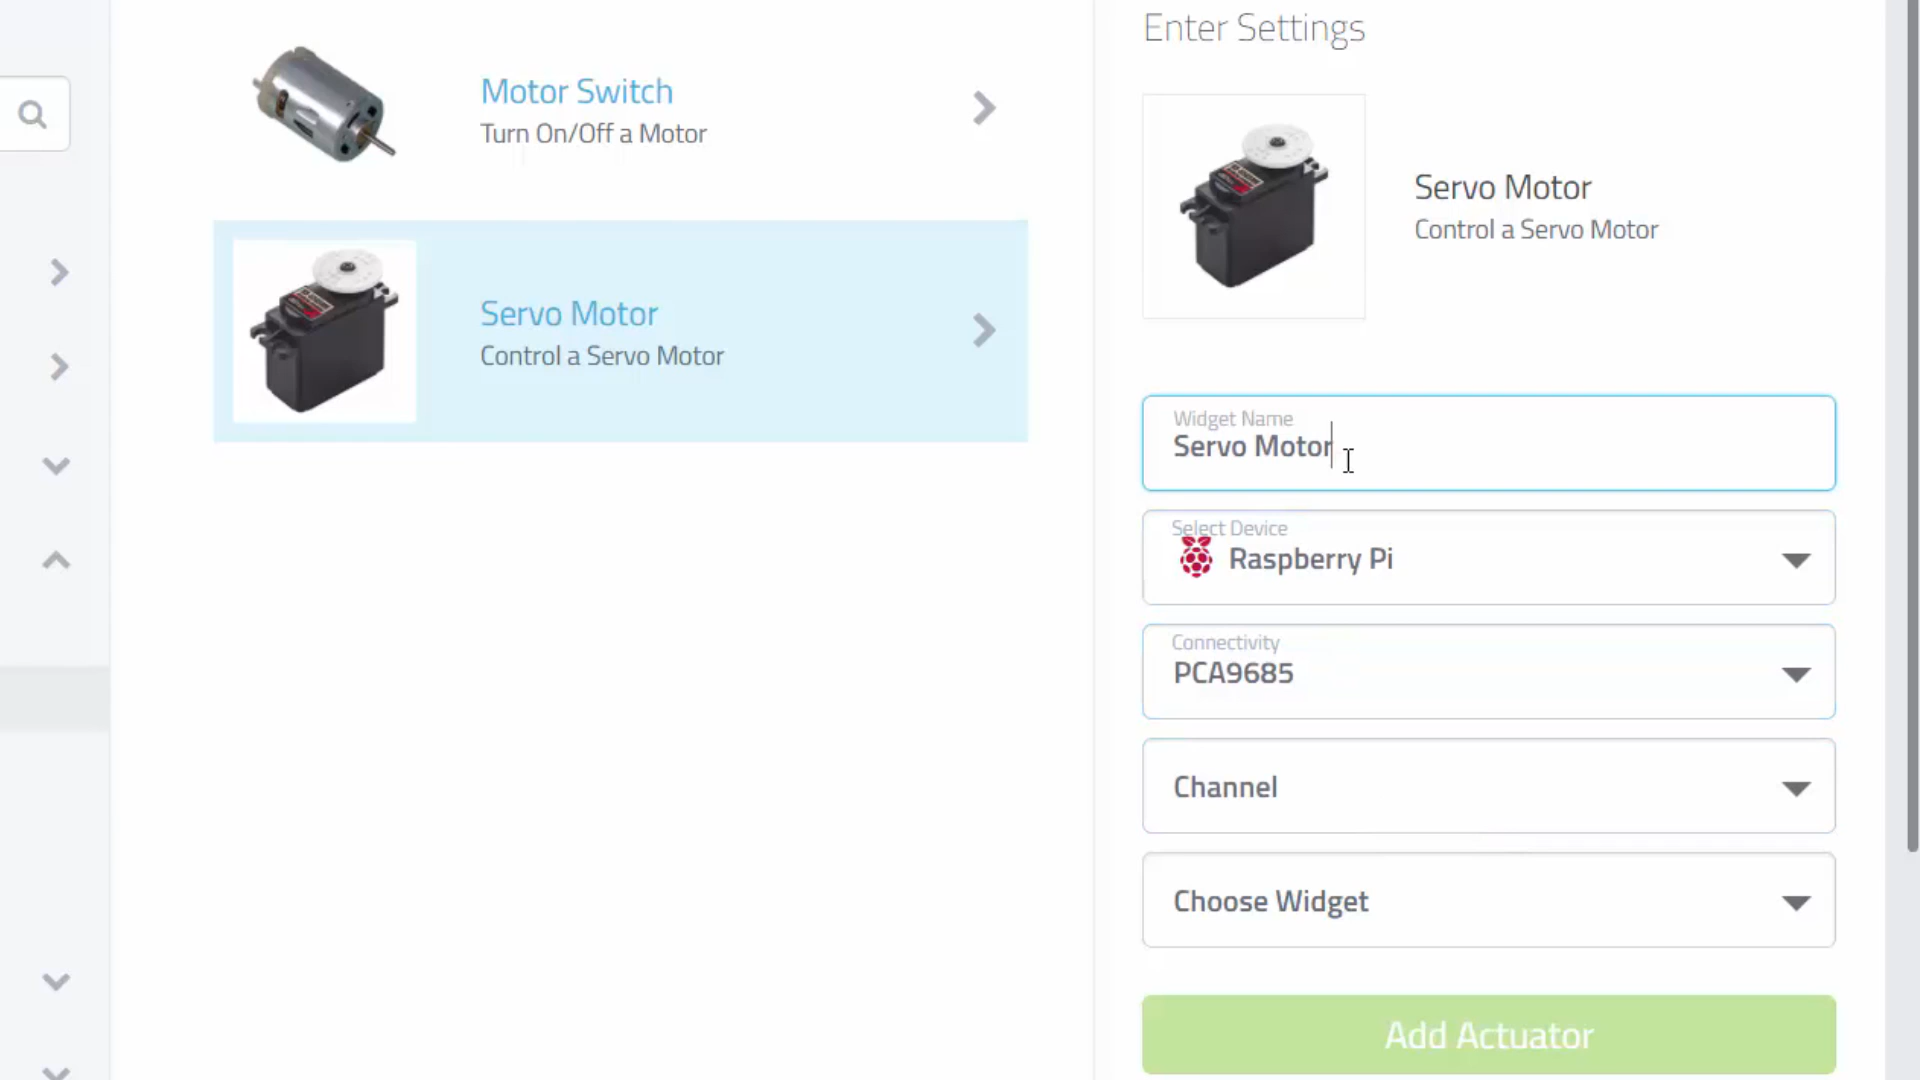 Motor Switch
Turn On/Off a Motor
Servo Motor
Control a Servo Motor
Enter Settings
Servo Motor
Control a Servo Motor
Widget Name
Servo Motor
Select Device
Raspberry Pi
Connectivity
PCA9685
Channel
Choose Widget
Add Actuator